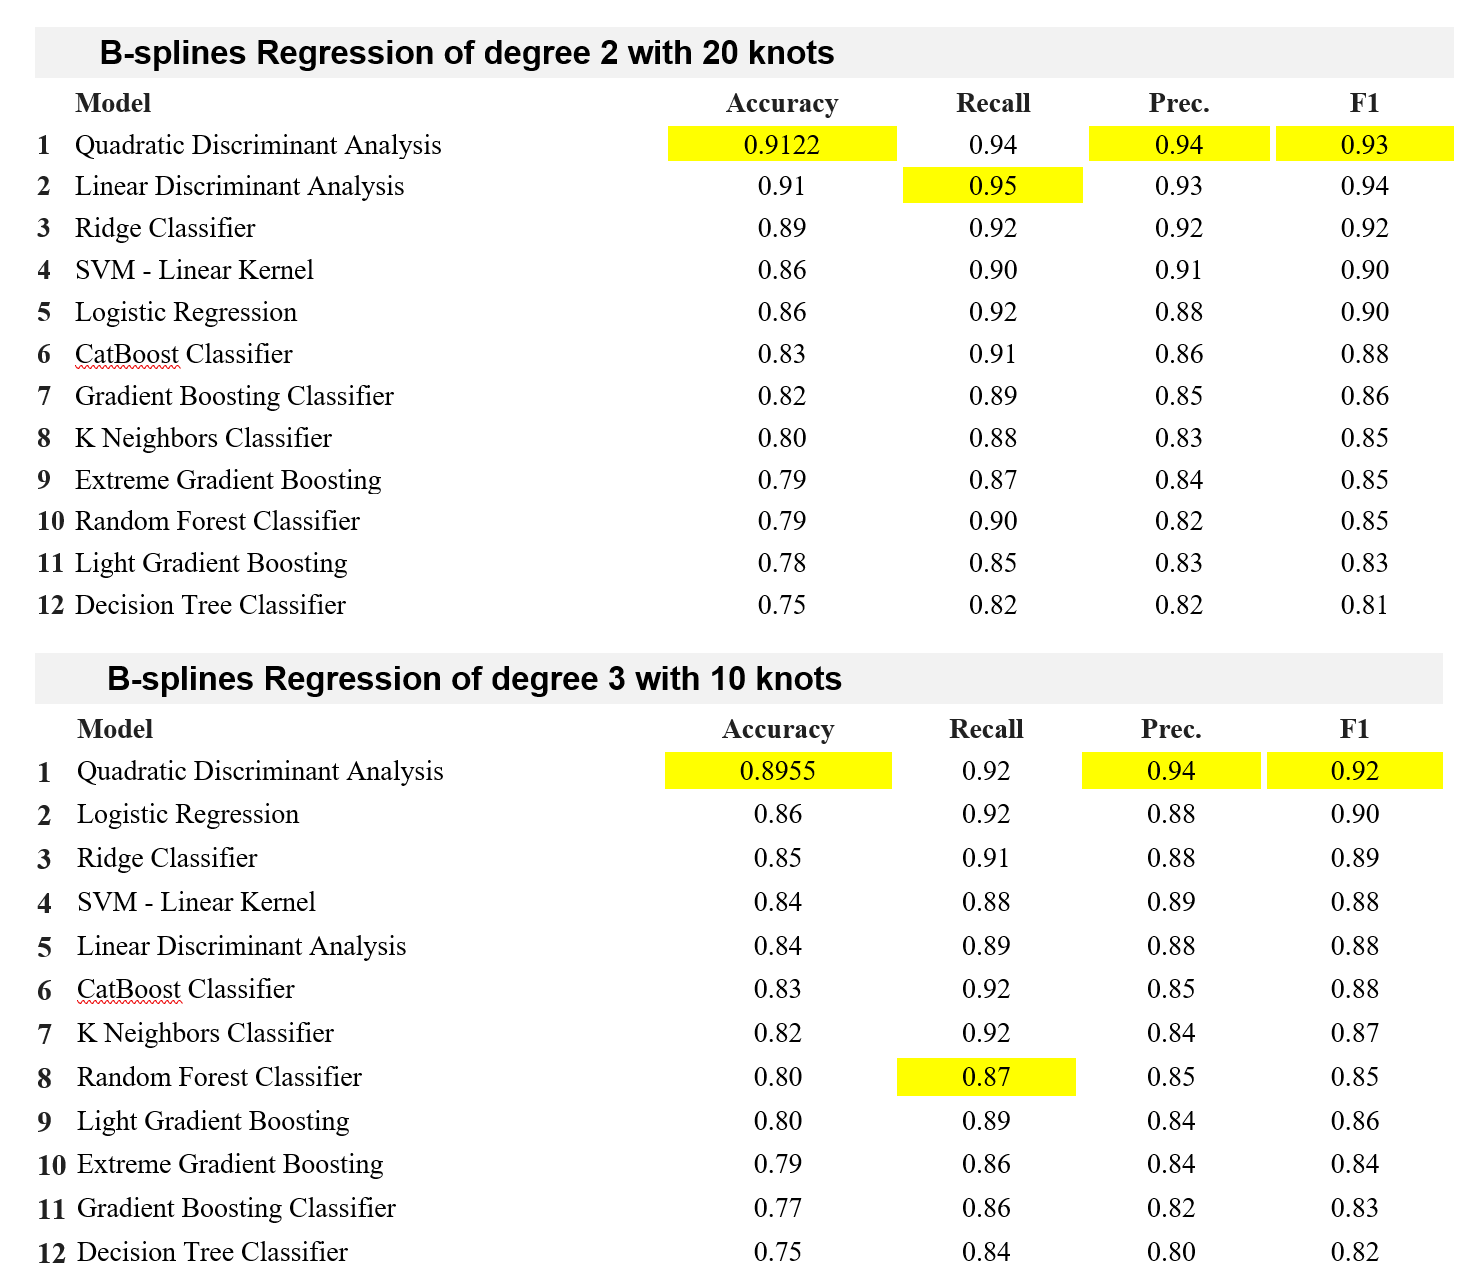 B-splines Regression of degree 2 with 20 knots
Model Accuracy Recall Prec. F1
1 Quadratic Discriminant Analysis 0.9122 0.94 0.94 0.93
2 Linear Discriminant Analysis 0.91 0.95 0.93 0.94
3 Ridge Classifier 0.89 0.92 0.92 0.92
4 SVM - Linear Kernel 0.86 0.90 0.91 0.90
5 Logistic Regression 0.86 0.92 0.88 0.90
6 CatBoost Classifier 0.83 0.91 0.86 0.88
7 Gradient Boosting Classifier 0.82 0.89 0.85 0.86
8 K Neighbors Classifier 0.80 0.88 0.83 0.85
9 Extreme Gradient Boosting 0.79 0.87 0.84 0.85
10 Random Forest Classifier 0.79 0.90 0.82 0.85
11 Light Gradient Boosting 0.78 0.85 0.83 0.83
12 Decision Tree Classifier 0.75 0.82 0.82 0.81
B-splines Regression of degree 3 with 10 knots
Model Accuracy Recall Prec. F1
1 Quadratic Discriminant Analysis 0.8955 0.92 0.94 0.92
2 Logistic Regression 0.86 0.92 0.88 0.90
3 Ridge Classifier 0.85 0.91 0.88 0.89
4 SVM - Linear Kernel 0.84 0.88 0.89 0.88
5 Linear Discriminant Analysis 0.84 0.89 0.88 0.88
6 CatBoost Classifier 0.83 0.92 0.85 0.88
7 K Neighbors Classifier 0.82 0.92 0.84 0.87
8 Random Forest Classifier 0.80 0.87 0.85 0.85
9 Light Gradient Boosting 0.80 0.89 0.84 0.86
10 Extreme Gradient Boosting 0.79 0.86 0.84 0.84
11 Gradient Boosting Classifier 0.77 0.86 0.82 0.83
12 Decision Tree Classifier 0.75 0.84 0.80 0.82